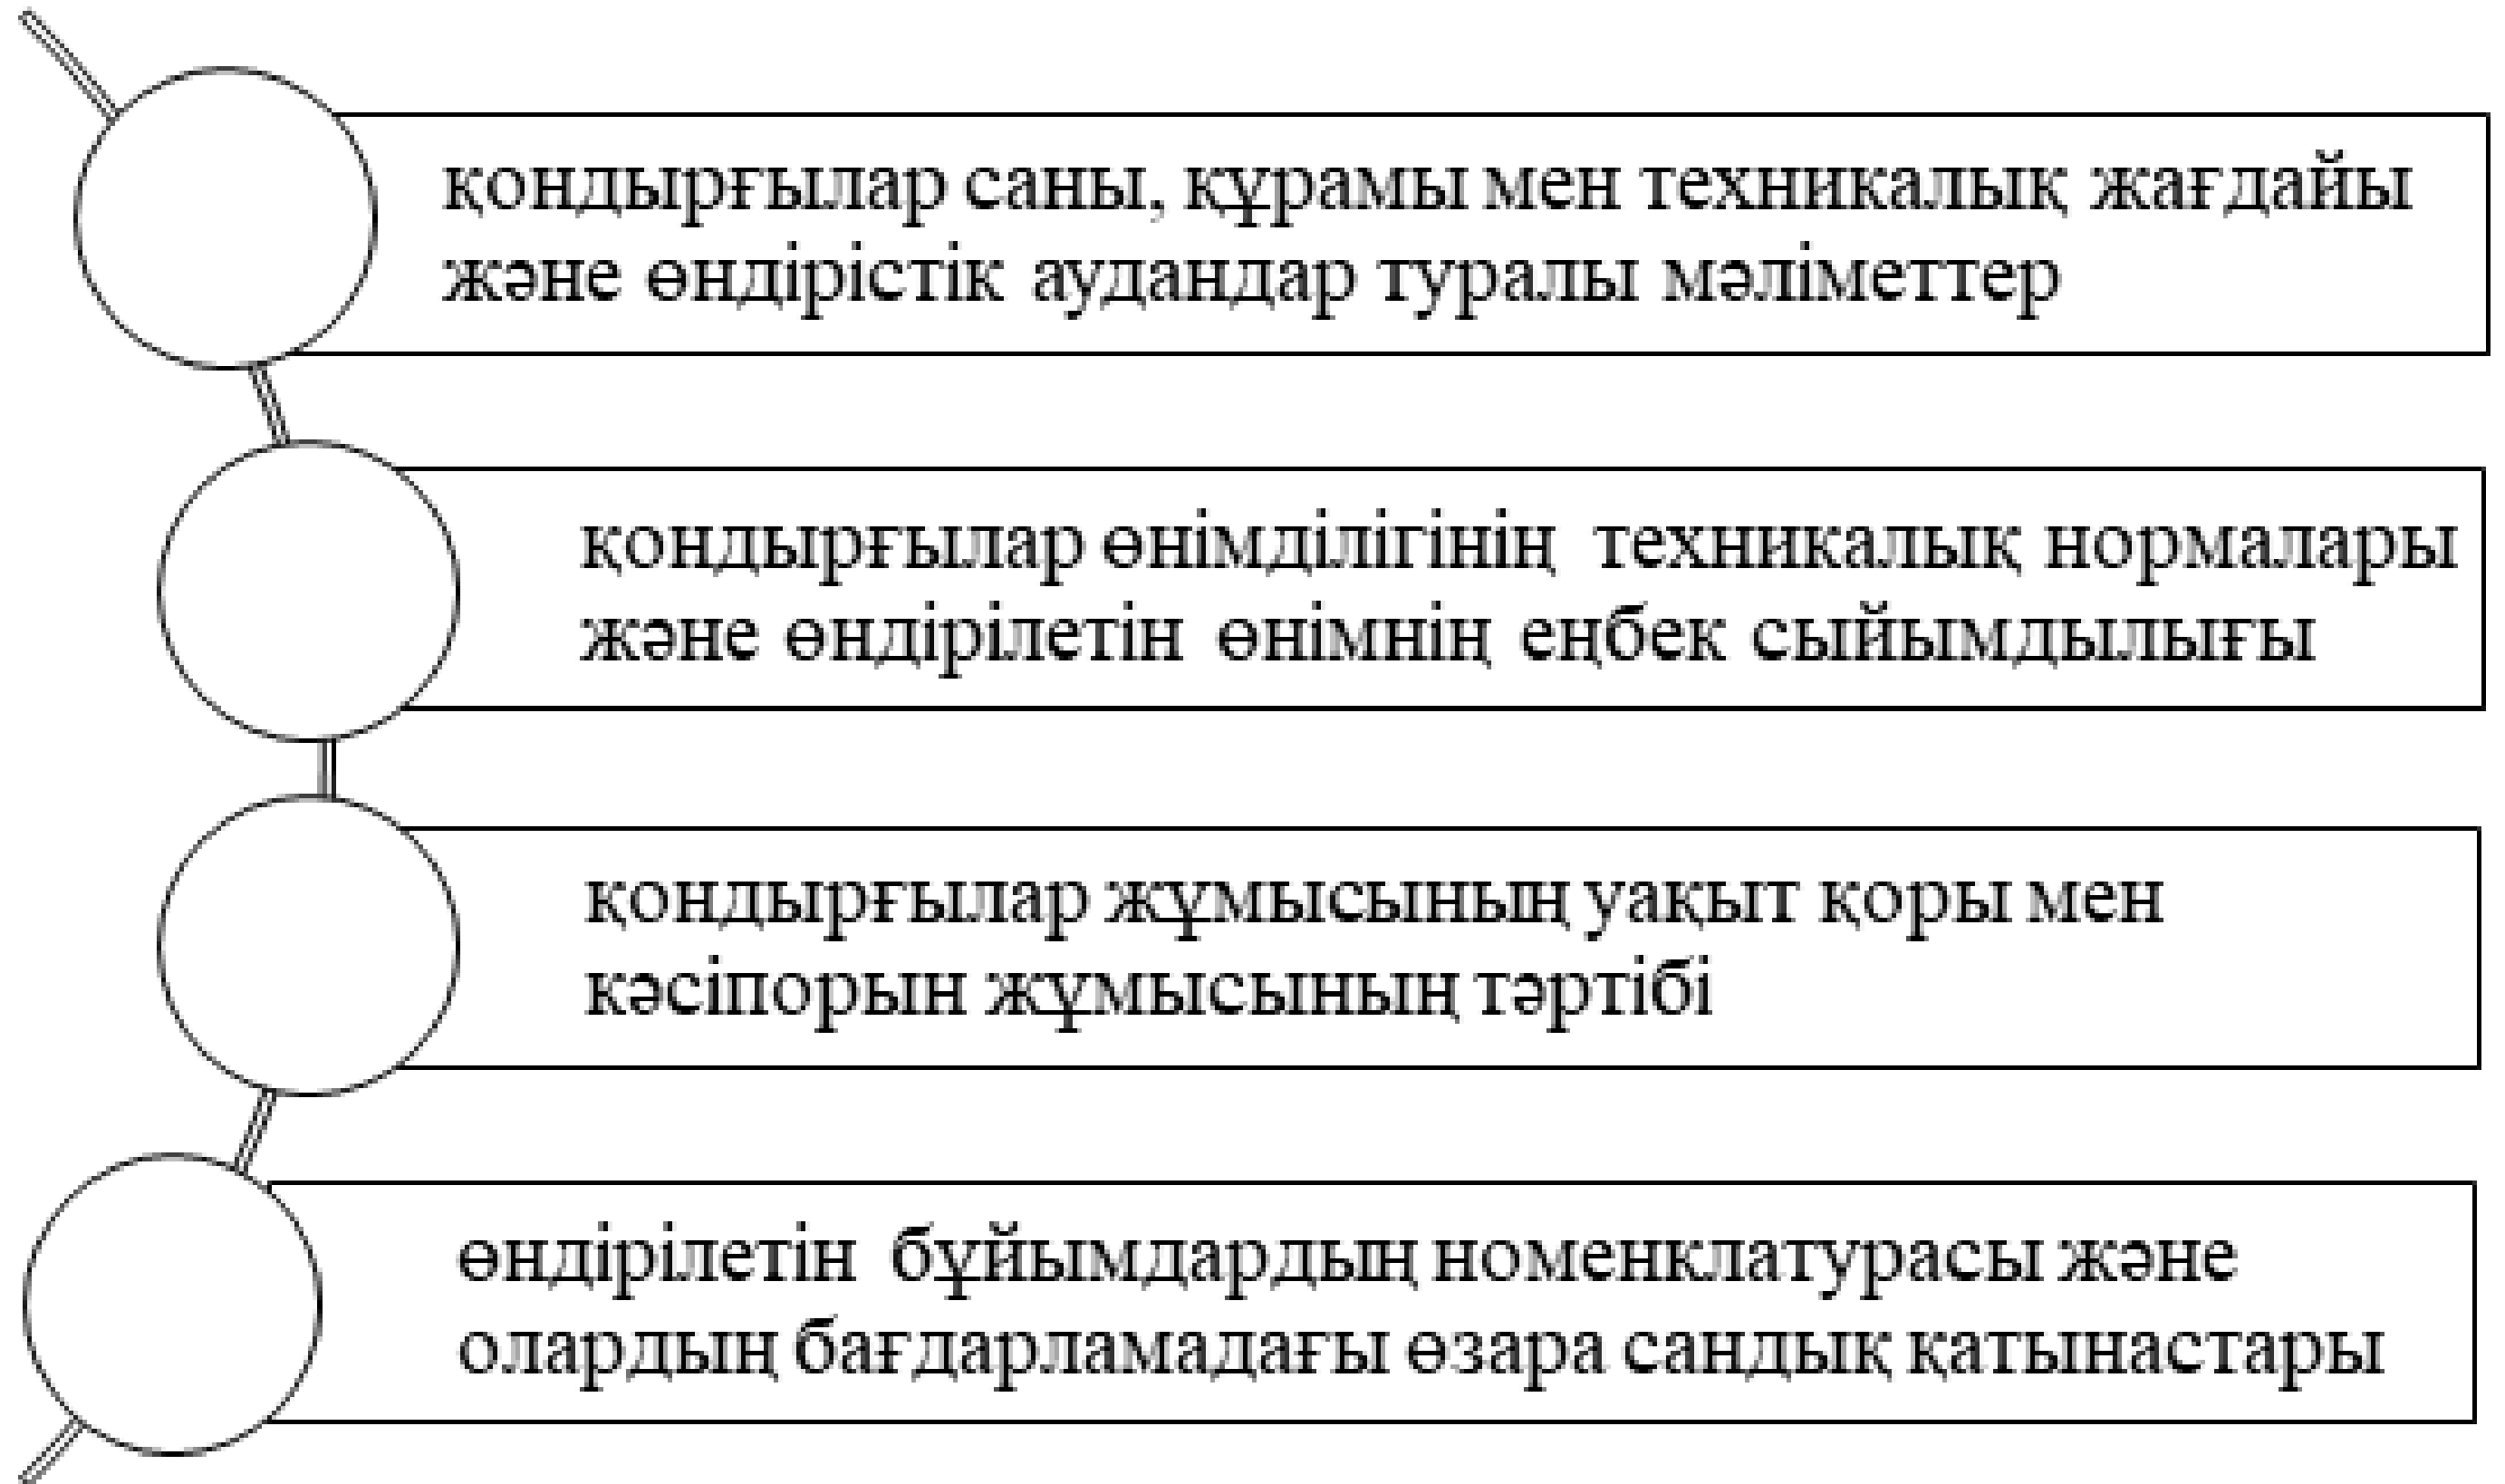 қондырғылар саны, құрамы мен техникалық жағдайы
және өндірістік аудандар туралы мәліметтер
қондырғылар өнімділігінің техникалық нормалары
және өндірілетін өнімнің еңбек сыйымдылығы
қондырғылар жұмысының уақыт қоры мен
кәсіпорын жұмысының тәртібі
өндірілетін бұйымдардың номенклатурасы және
олардың бағдарламадағы өзара сандық қатынастары